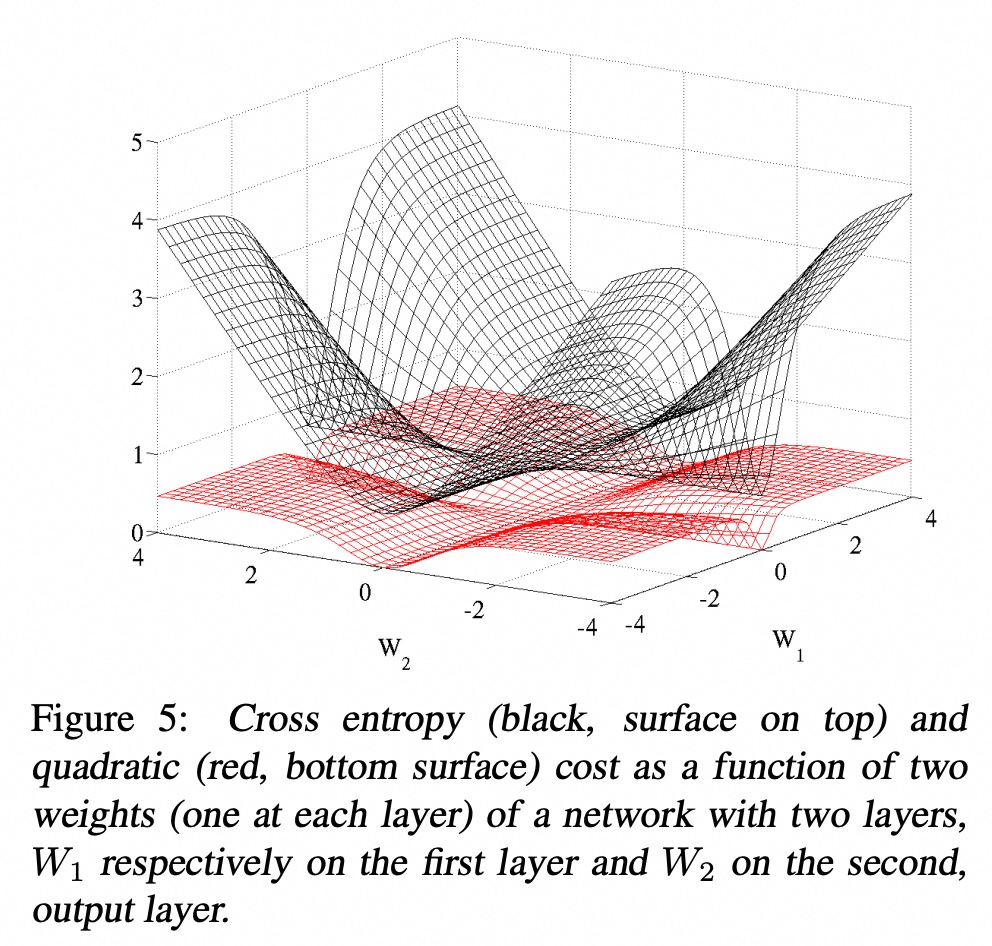 5
4
3
2
1
0
4
2
0
-2
-4
-4
-2
0
2
4
W2
W1
Figure 5: Cross entropy (black, surface on top) and
quadratic (red, bottom surface) cost as a function of two
weights (one at each layer) of a network with two layers,
W1 respectively on the first layer and W2 on the second,
output layer.